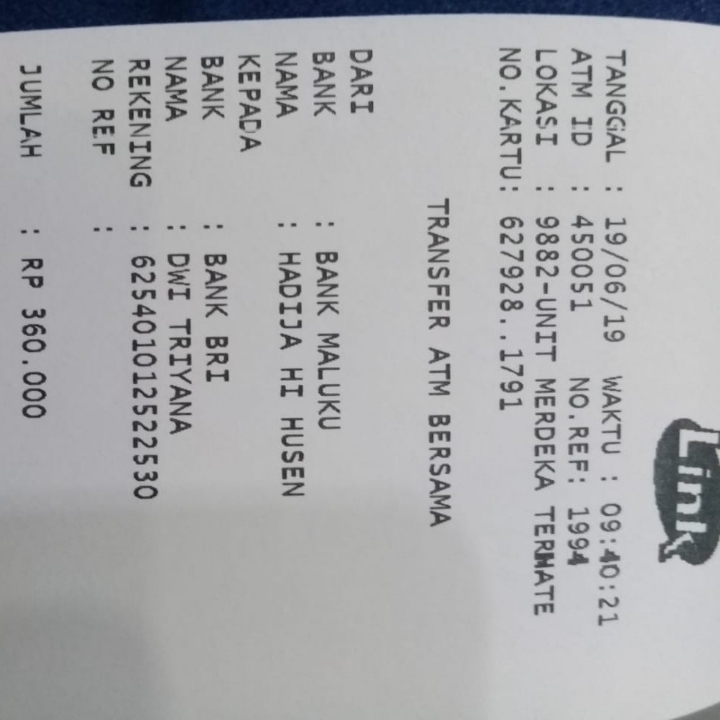 Link
TANGGAL : 19/06/19 WAKTU : 09:40:21
ATM ID : 450051 NO.REF: 1994
LOKASI : 9882-UNIT MERDEKA TERNATE
NO.KARTU: 627928..1791
TRANSFER ATM BERSAMA
DARI
BANK : BANK MALUKU
NAMA : HADIJA HI HUSEN
KEPADA
BANK : BANK BRI
NAMA : DWI TRIYANA
REKENING : 625401012522530
NO REF :
JUMLAH : RP 360.000